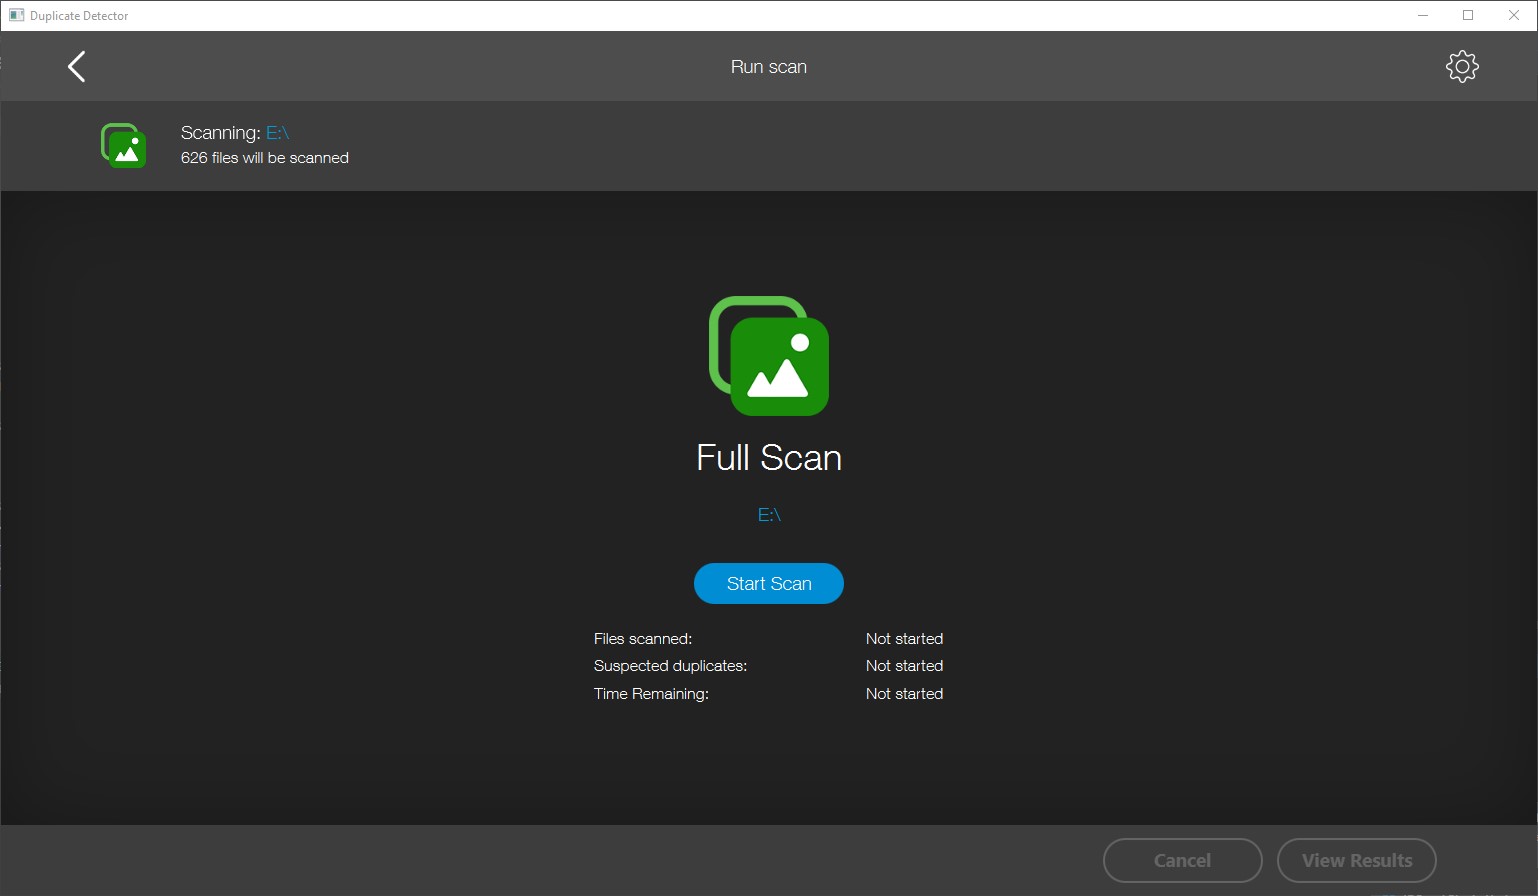 Duplicate Detector
Run scan
Scanning: E:\
626 files will be scanned
Full Scan
E:\
Start Scan
Files scanned: Not started
Suspected duplicates: Not started
Time Remaining: Not started
Cancel
View Results